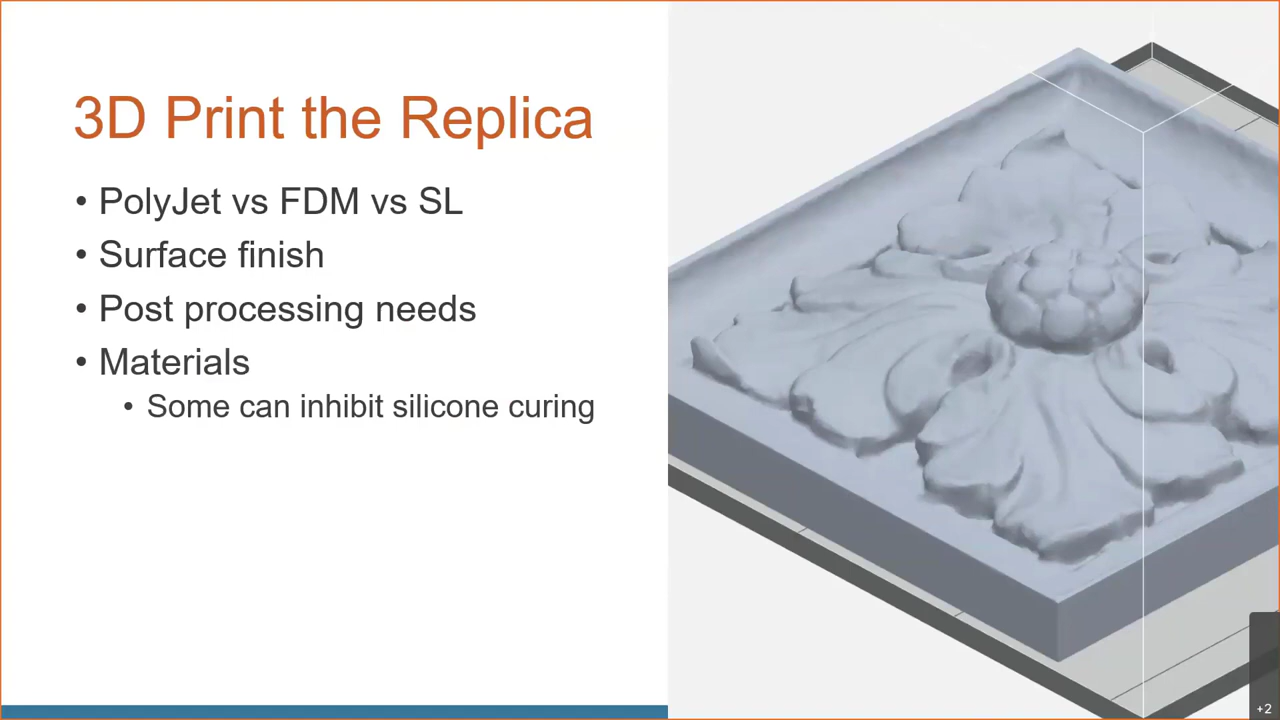 3D Print the Replica
• PolyJet vs FDM vs SL
• Surface finish
• Post processing needs
• Materials
• Some can inhibit silicone curing
+2